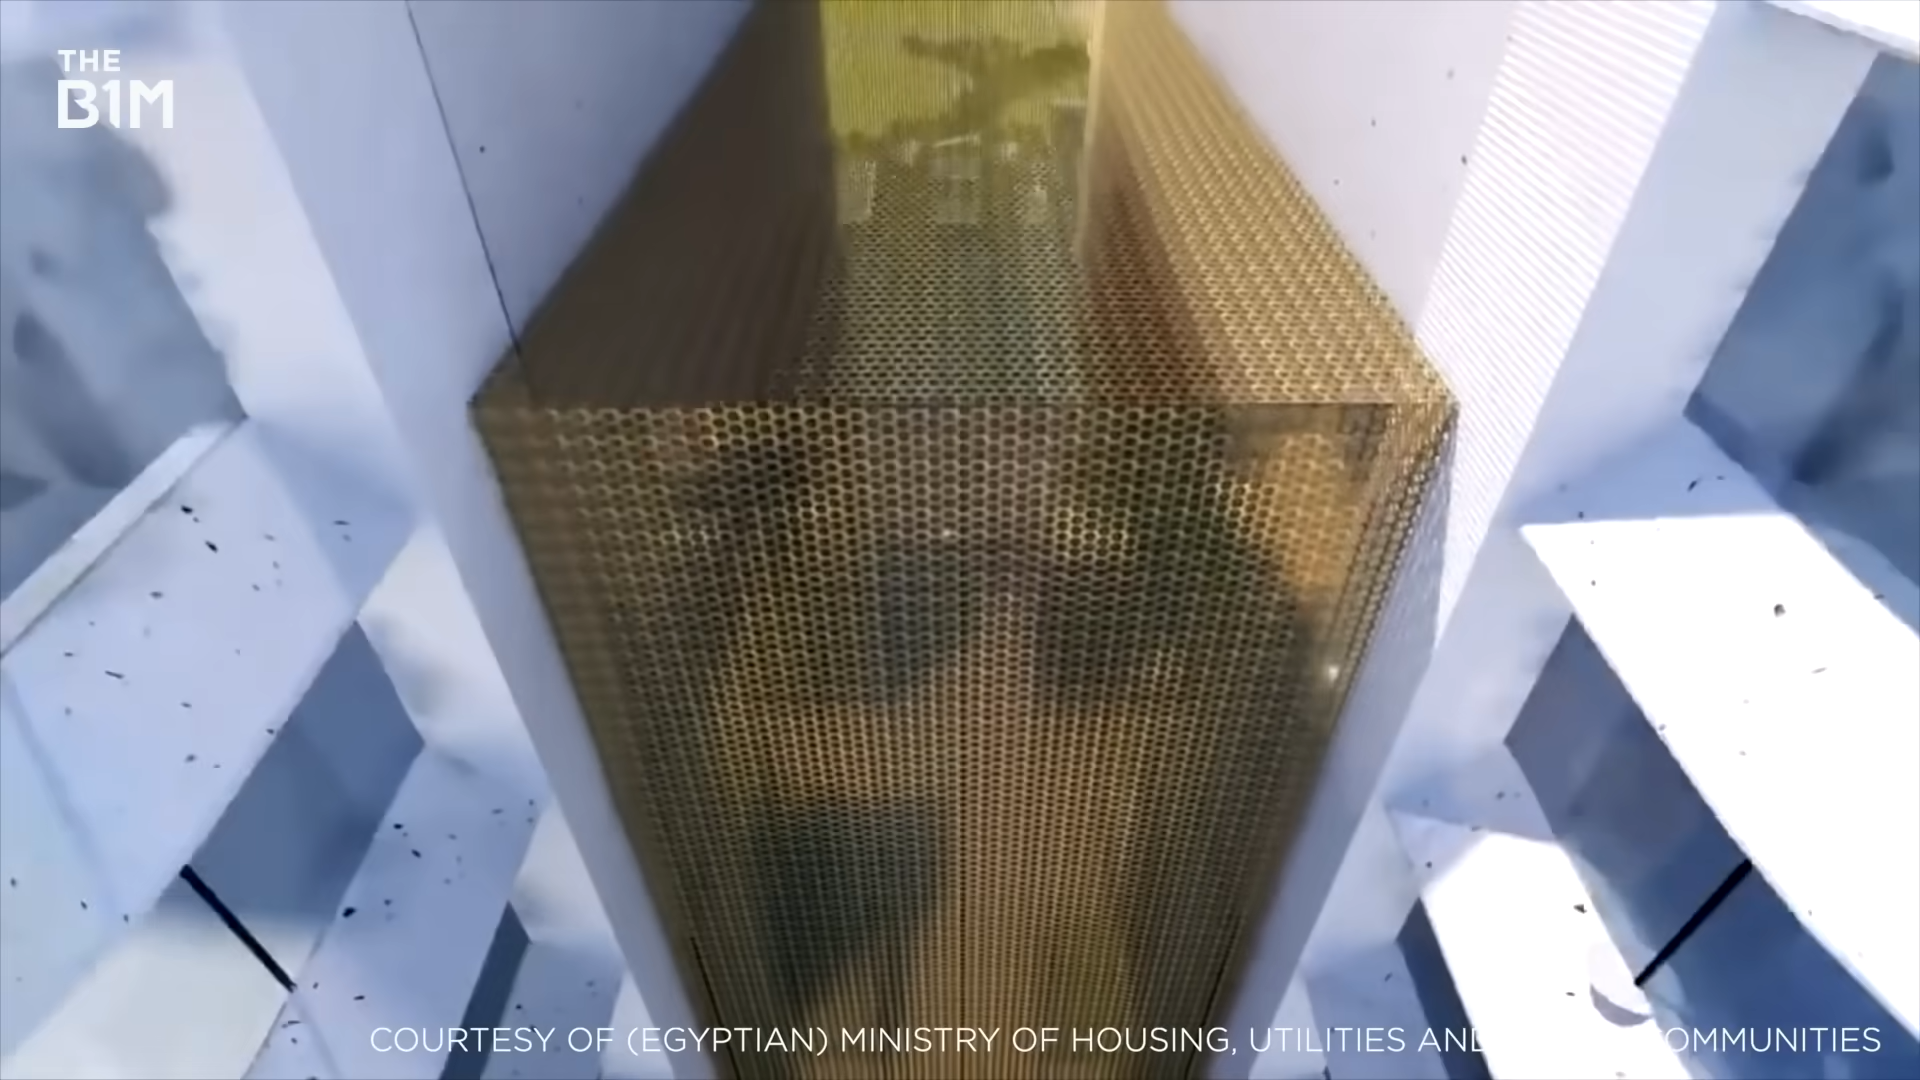 THE
B1M
COURTESY OF (EGYPTIAN) MINISTRY OF HOUSING, UTILITIES AND COMMUNITIES